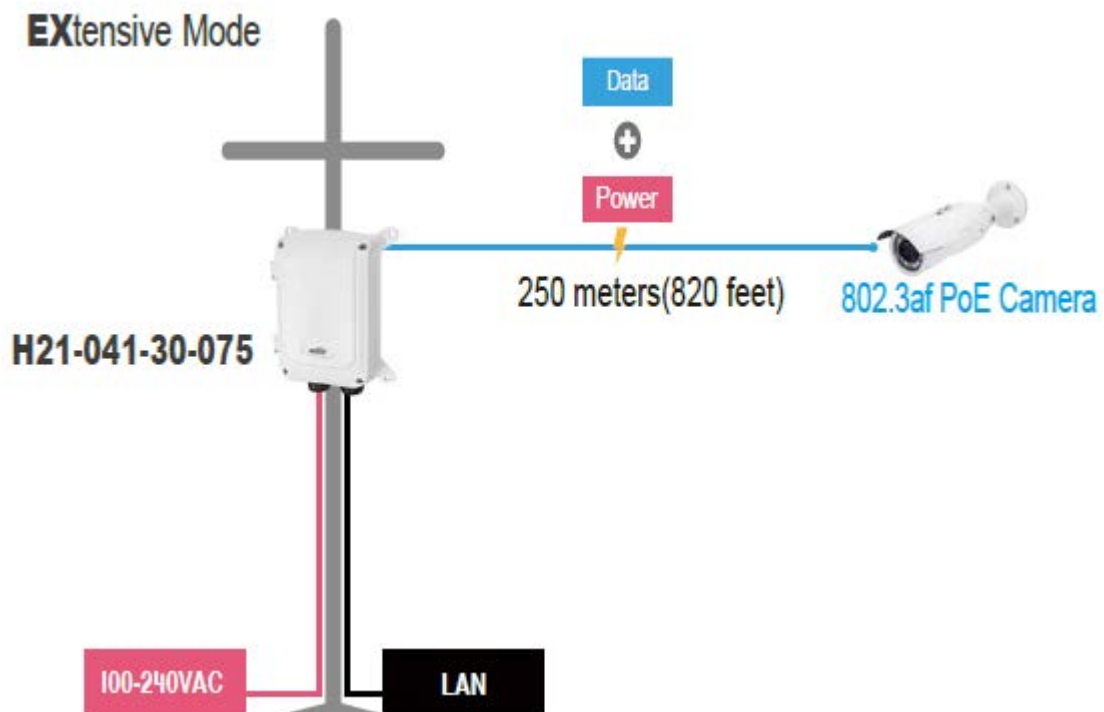 EXtensive Mode
Data
Power
250 meters(820 feet)
802.3af PoE Camera
H21-041-30-075
100-240VAC
LAN